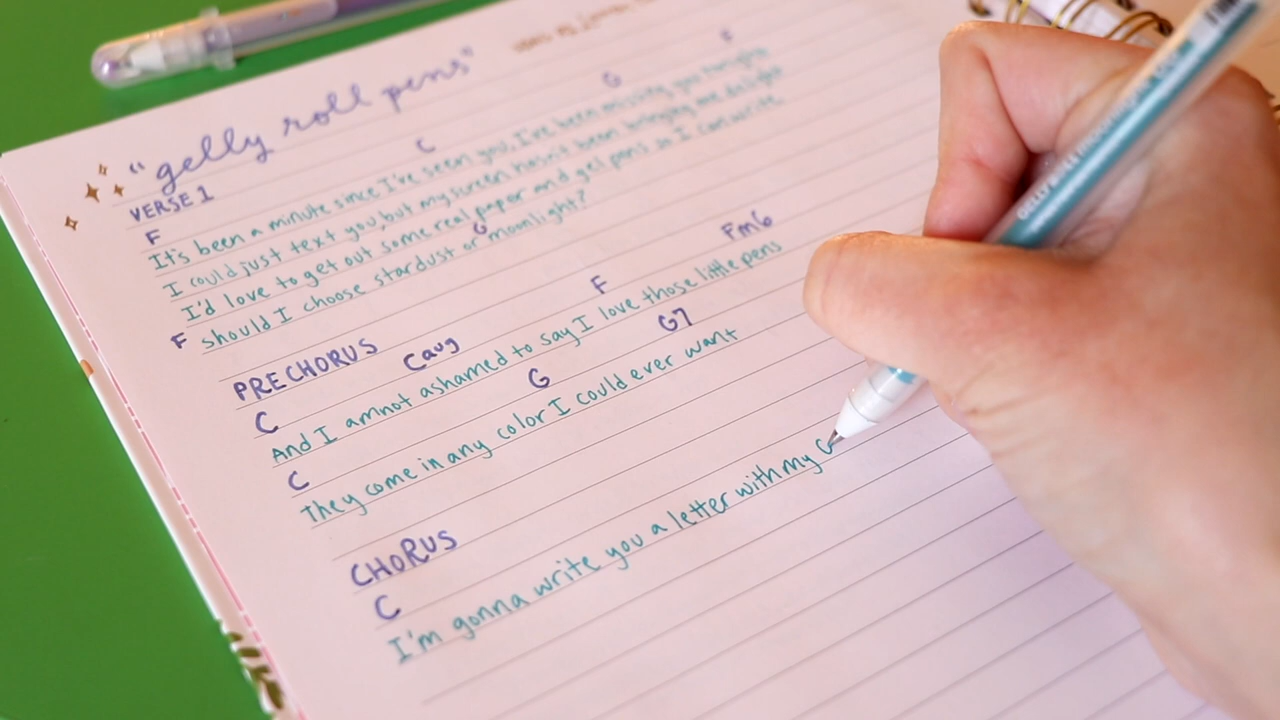 "gelly roll pens"
VERSE 1
F C G F
It's been a minute since I've seen you, I've been missing you tonight
I could just text you, but my screen hasn't been bringing me delight
I'd love to get out some real paper and gel pens so I can write
F G
should I choose stardust or moonlight?
PRECHORUS
C Caug F Fm6
And I am not ashamed to say I love those little pens
C G G7
They come in any color I could ever want
CHORUS
C
I'm gonna write you a letter with my G